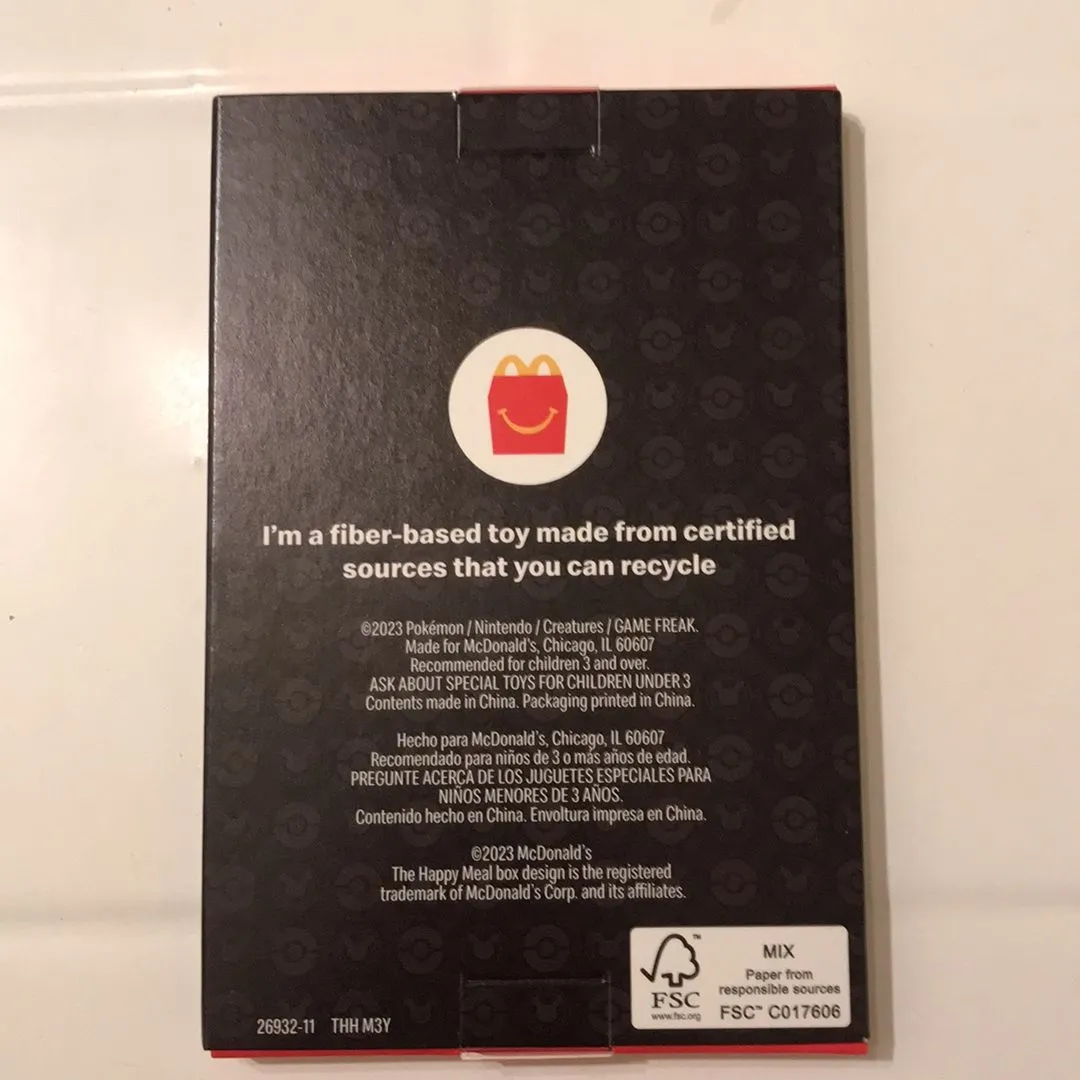 I'm a fiber-based toy made from certified
sources that you can recycle
©2023 Pokémon / Nintendo / Creatures / GAME FREAK.
Made for McDonald's, Chicago, IL 60607
Recommended for children 3 and over.
ASK ABOUT SPECIAL TOYS FOR CHILDREN UNDER 3
Contents made in China. Packaging printed in China.
Hecho para McDonald's, Chicago, IL 60607
Recomendado para niños de 3 o más años de edad.
PREGUNTE ACERCA DE LOS JUGUETES ESPECIALES PARA
NIÑOS MENORES DE 3 AÑOS.
Contenido hecho en China. Envoltura impresa en China.
©2023 McDonald's
The Happy Meal box design is the registered
trademark of McDonald's Corp. and its affiliates.
26932-11 THH M3Y
™
FSC
www.fsc.org
MIX
Paper from
responsible sources
FSC™ C017606